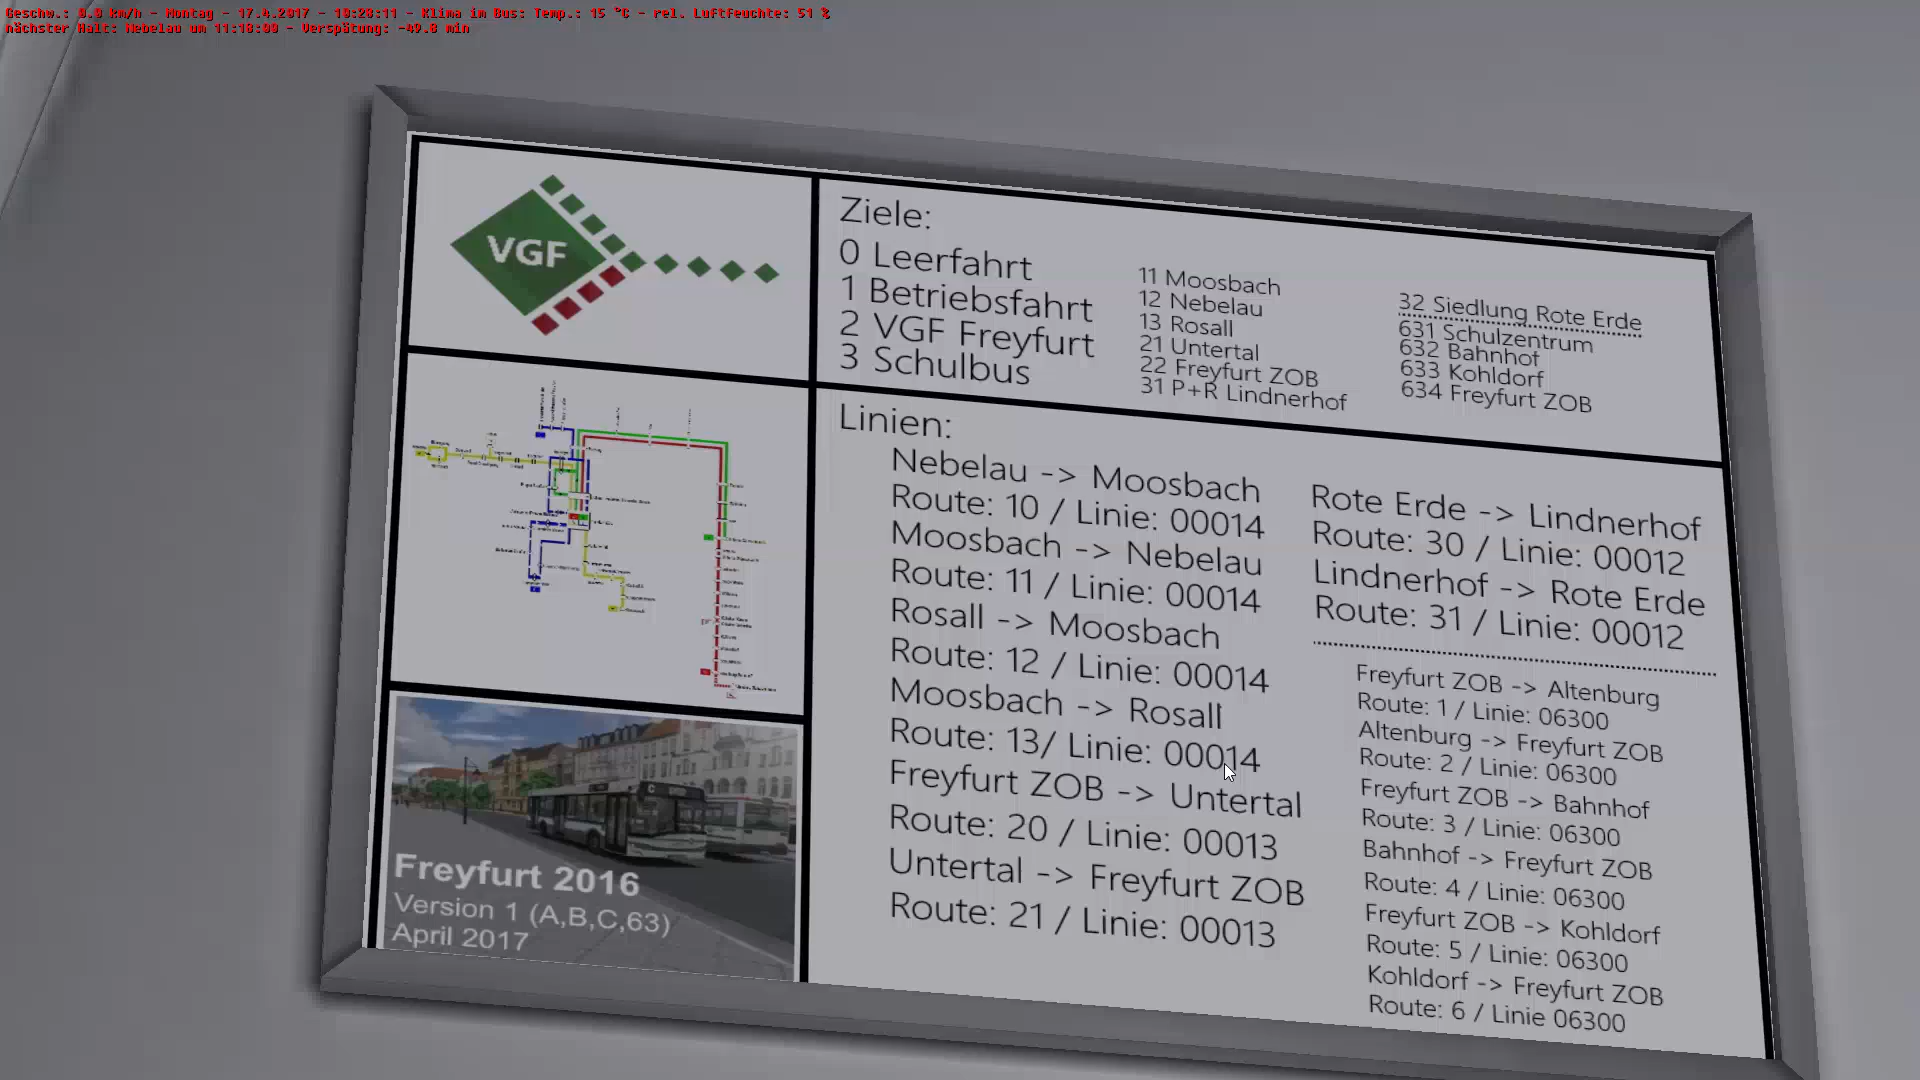 Geschw.: 0.0 km/h - Montag - 17.4.2017 - 10:28:11 - Klima im Bus: Temp.: 15 °C - rel. Luftfeuchte: 51 %
nächster Halt: Nebelau um 11:18:00 - Verspätung: -49.8 min
VGF
Ziele:
0 Leerfahrt
1 Betriebsfahrt
2 VGF Freyfurt
3 Schulbus
11 Moosbach
12 Nebelau
13 Rosall
21 Untertal
22 Freyfurt ZOB
31 P+R Lindnerhof
32 Siedlung Rote Erde
631 Schulzentrum
632 Bahnhof
633 Kohldorf
634 Freyfurt ZOB
Linien:
Nebelau -> Moosbach
Route: 10 / Linie: 00014
Moosbach -> Nebelau
Route: 11 / Linie: 00014
Rosall -> Moosbach
Route: 12 / Linie: 00014
Moosbach -> Rosall
Route: 13/ Linie: 00014
Freyfurt ZOB -> Untertal
Route: 20 / Linie: 00013
Untertal -> Freyfurt ZOB
Route: 21 / Linie: 00013
Rote Erde -> Lindnerhof
Route: 30 / Linie: 00012
Lindnerhof -> Rote Erde
Route: 31 / Linie: 00012
Freyfurt ZOB -> Altenburg
Route: 1 / Linie: 06300
Altenburg -> Freyfurt ZOB
Route: 2 / Linie: 06300
Freyfurt ZOB -> Bahnhof
Route: 3 / Linie: 06300
Bahnhof -> Freyfurt ZOB
Route: 4 / Linie: 06300
Freyfurt ZOB -> Kohldorf
Route: 5 / Linie: 06300
Kohldorf -> Freyfurt ZOB
Route: 6 / Linie 06300
Freyfurt 2016
Version 1 (A,B,C,63)
April 2017